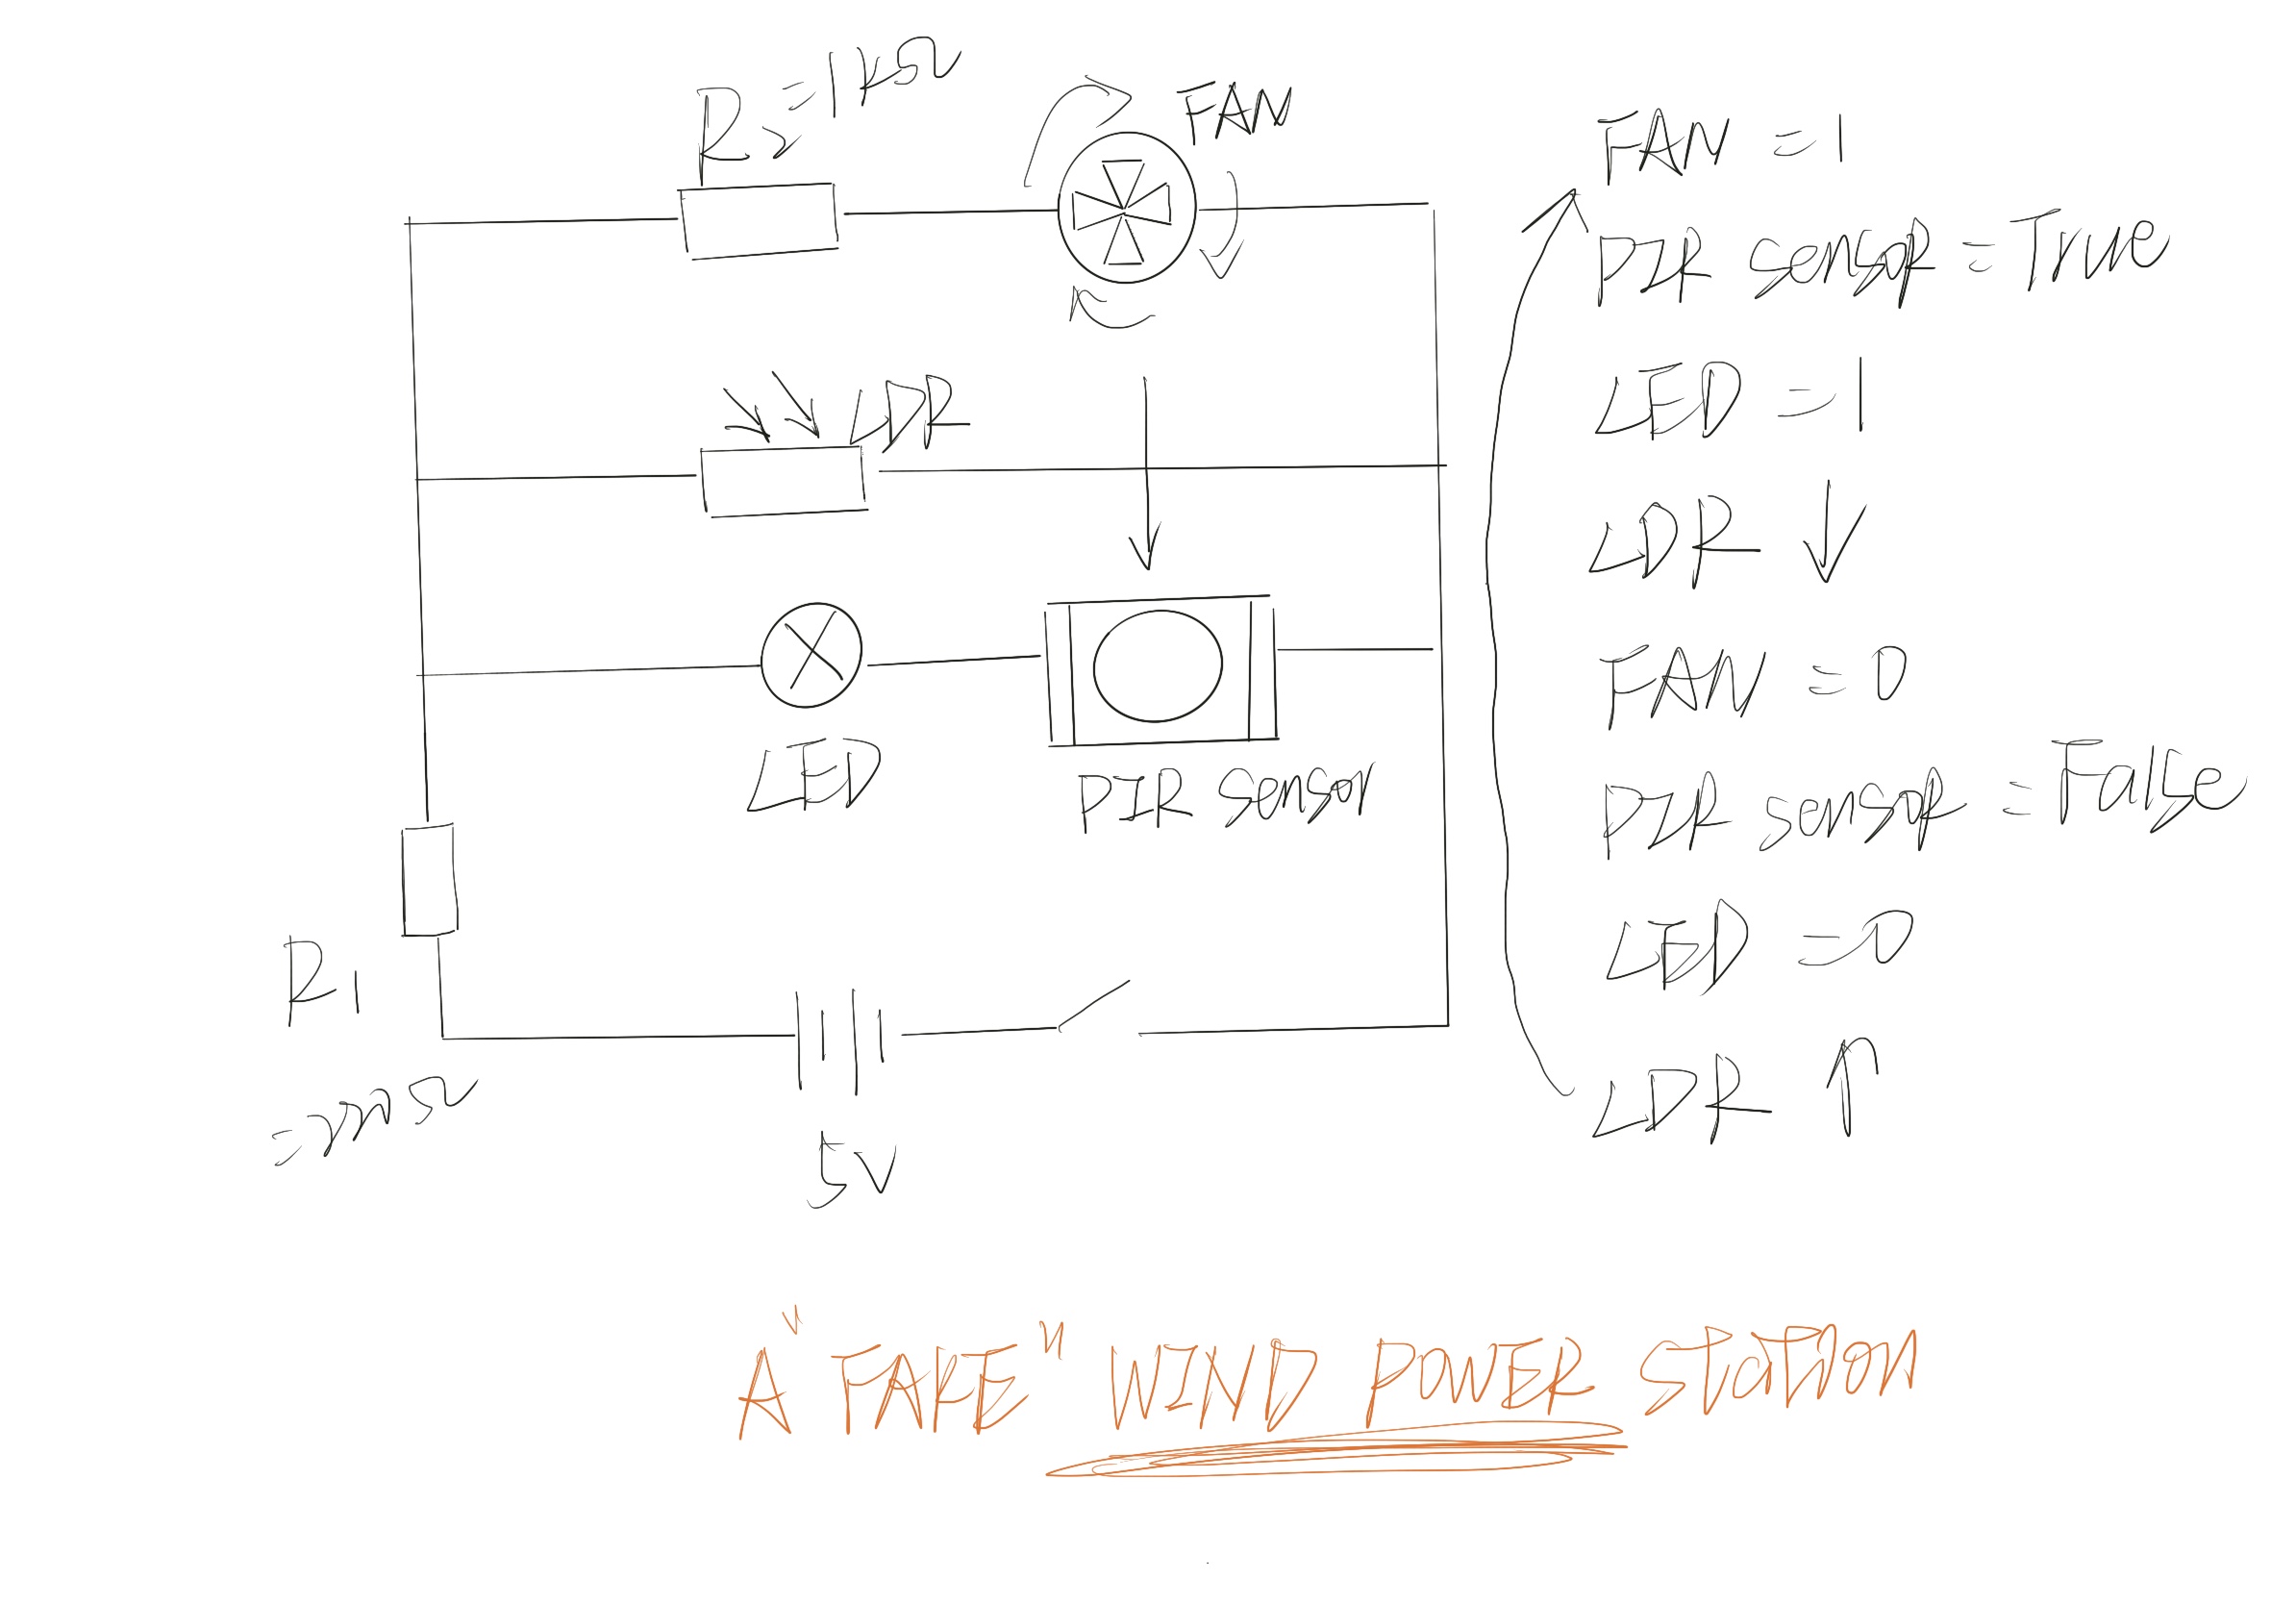 R2=1kΩ
FAN
LDR
LED
PIR sensor
R1
=220Ω
5V
FAN = 1
PIR sensoR = True
LED = 1
LDR ↓
FAN = 0
PIR sensoR = False
LED = 0
LDR ↑
A "FAKE" WIND POWER StatION